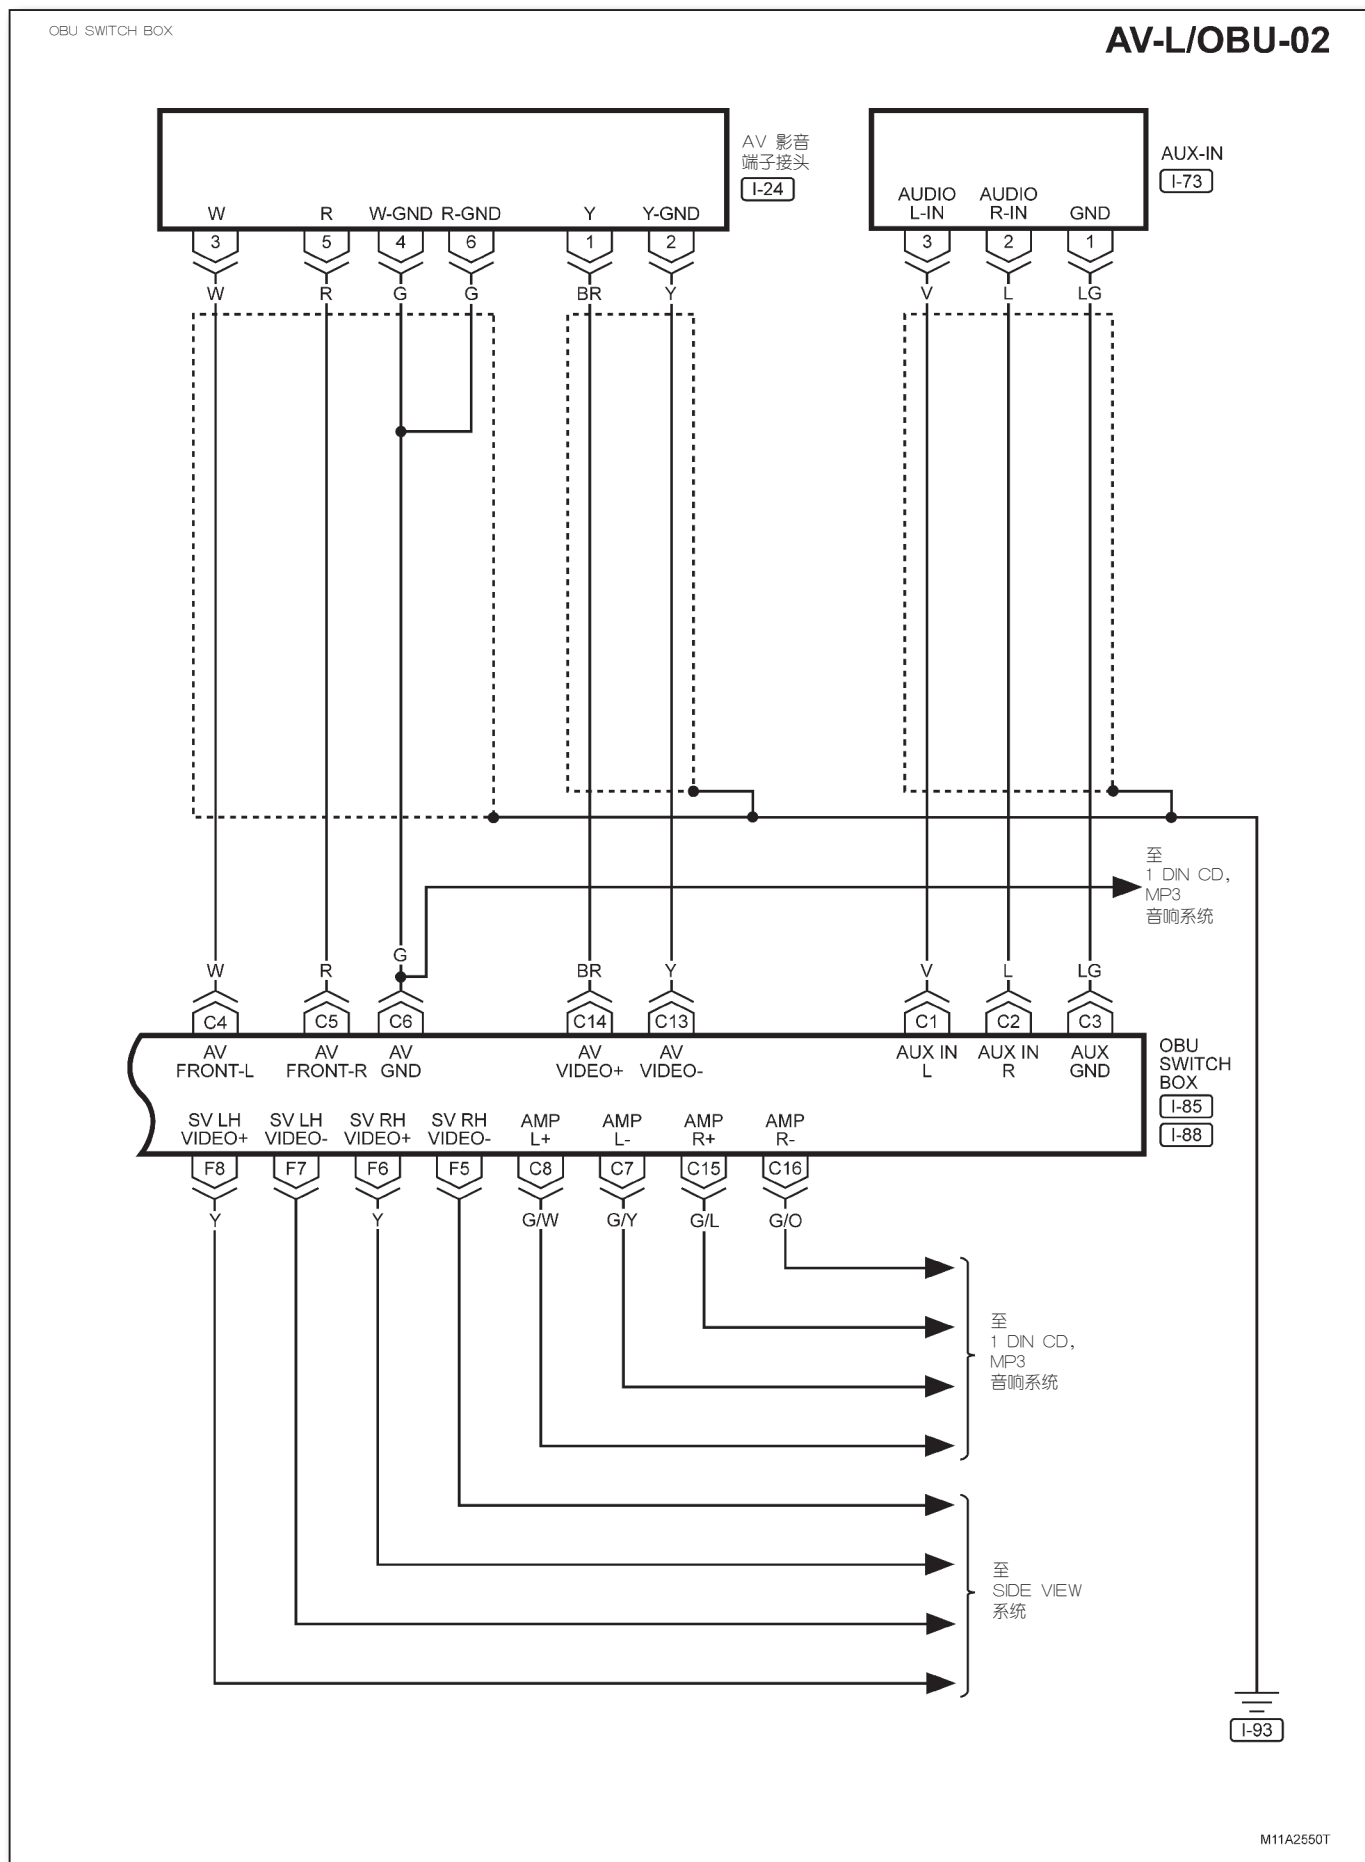 OBU SWITCH BOX
AV-L/OBU-02
AV 影音
端子接头
I-24
AUX-IN
I-73
AUDIO L-IN
AUDIO R-IN
GND
W R W-GND R-GND Y Y-GND
3 5 4 6 1 2
3 2 1
W R G G BR Y
V L LG
至
1 DIN CD,
MP3
音响系统
G
W R BR Y V L LG
C4 C5 C6 C14 C13 C1 C2 C3
AV FRONT-L
AV FRONT-R
AV GND
AV VIDEO+
AV VIDEO-
AUX IN L
AUX IN R
AUX GND
OBU
SWITCH
BOX
I-85
I-88
SV LH VIDEO+
SV LH VIDEO-
SV RH VIDEO+
SV RH VIDEO-
AMP L+
AMP L-
AMP R+
AMP R-
F8 F7 F6 F5 C8 C7 C15 C16
Y Y G/W G/Y G/L G/O
至
1 DIN CD,
MP3
音响系统
至
SIDE VIEW
系统
I-93
M11A2550T